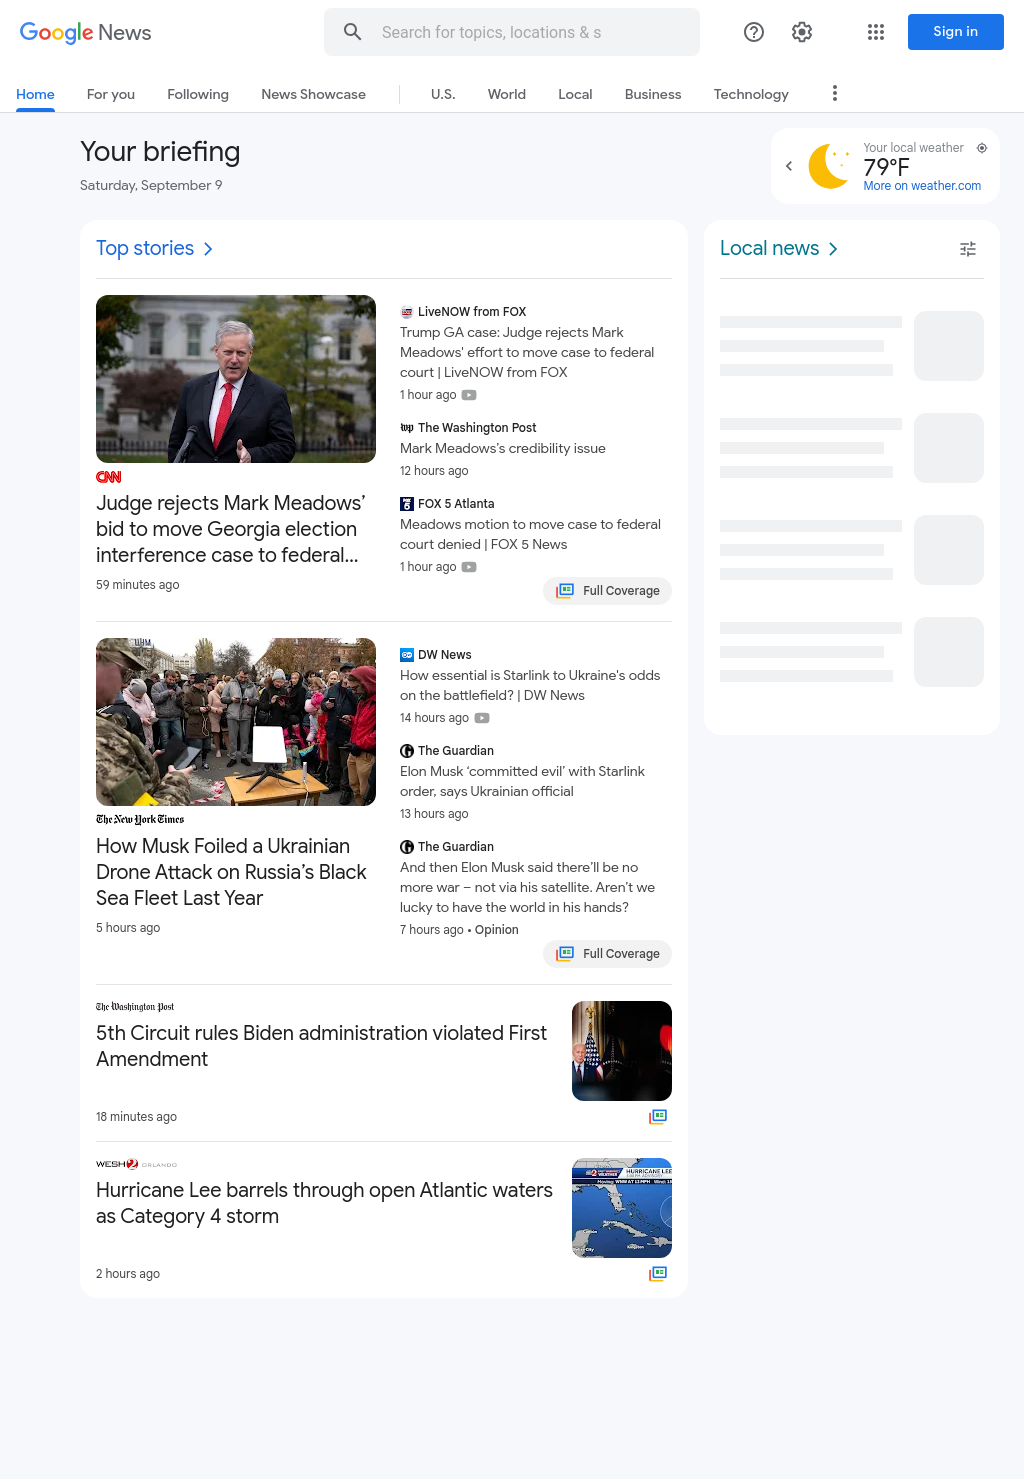 Google News
Search for topics, locations & s
Sign in
Home
For you
Following
News Showcase
U.S.
World
Local
Business
Technology
Your briefing
Saturday, September 9
Your local weather
79°F
More on weather.com
Top stories
CNN
Judge rejects Mark Meadows’
bid to move Georgia election
interference case to federal...
59 minutes ago
LiveNOW from FOX
Trump GA case: Judge rejects Mark
Meadows' effort to move case to federal
court | LiveNOW from FOX
1 hour ago
wp The Washington Post
Mark Meadows’s credibility issue
12 hours ago
FOX 5 Atlanta
Meadows motion to move case to federal
court denied | FOX 5 News
1 hour ago
Full Coverage
The New York Times
How Musk Foiled a Ukrainian
Drone Attack on Russia’s Black
Sea Fleet Last Year
5 hours ago
DW News
How essential is Starlink to Ukraine's odds
on the battlefield? | DW News
14 hours ago
The Guardian
Elon Musk ‘committed evil’ with Starlink
order, says Ukrainian official
13 hours ago
The Guardian
And then Elon Musk said there’ll be no
more war – not via his satellite. Aren’t we
lucky to have the world in his hands?
7 hours ago • Opinion
Full Coverage
The Washington Post
5th Circuit rules Biden administration violated First
Amendment
18 minutes ago
WESH 2 ORLANDO
Hurricane Lee barrels through open Atlantic waters
as Category 4 storm
2 hours ago
HURRICANE LEE
Moving: WNW AT 13 MPH
Kingston
Local news